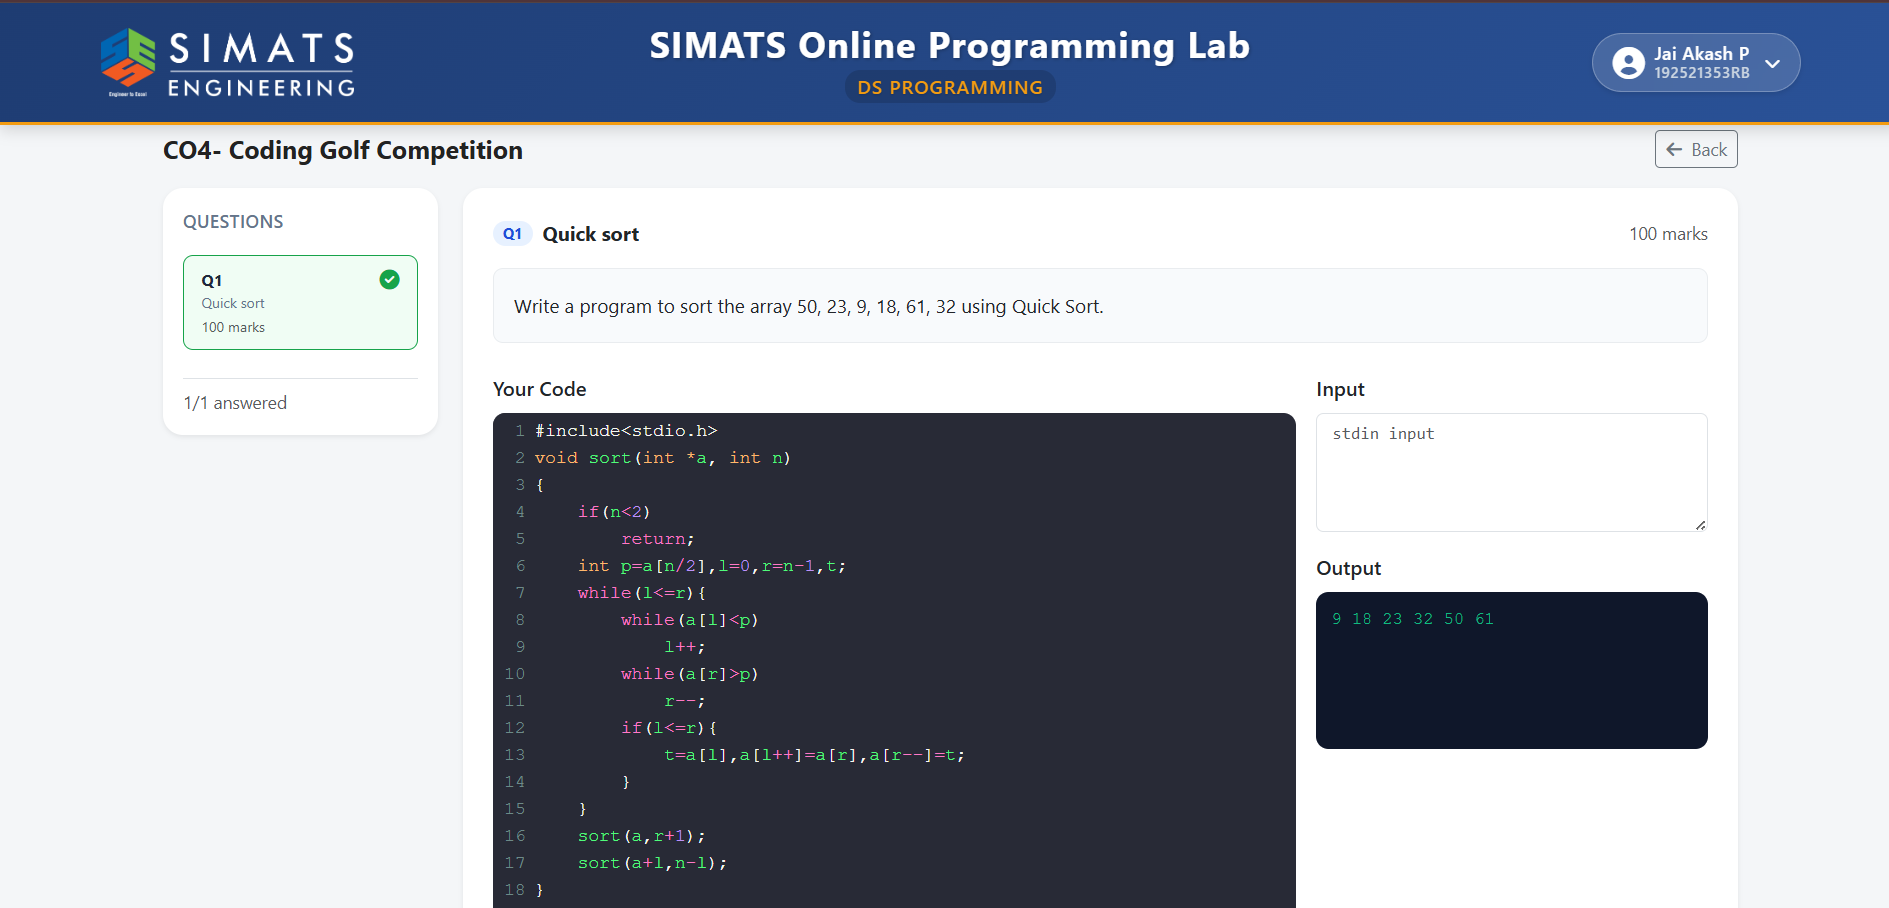 SIMATS
ENGINEERING
Engineer to Excel
SIMATS Online Programming Lab
DS PROGRAMMING
Jai Akash P
192521353RB
CO4- Coding Golf Competition
Back
QUESTIONS
Q1
Quick sort
100 marks
1/1 answered
Q1 Quick sort
100 marks
Write a program to sort the array 50, 23, 9, 18, 61, 32 using Quick Sort.
Your Code
1 #include<stdio.h>
2 void sort(int *a, int n)
3 {
4     if(n<2)
5         return;
6     int p=a[n/2],l=0,r=n-1,t;
7     while(l<=r){
8         while(a[l]<p)
9             l++;
10         while(a[r]>p)
11             r--;
12         if(l<=r){
13             t=a[l],a[l++]=a[r],a[r--]=t;
14         }
15     }
16     sort(a,r+1);
17     sort(a+l,n-l);
18 }
Input
stdin input
Output
9 18 23 32 50 61